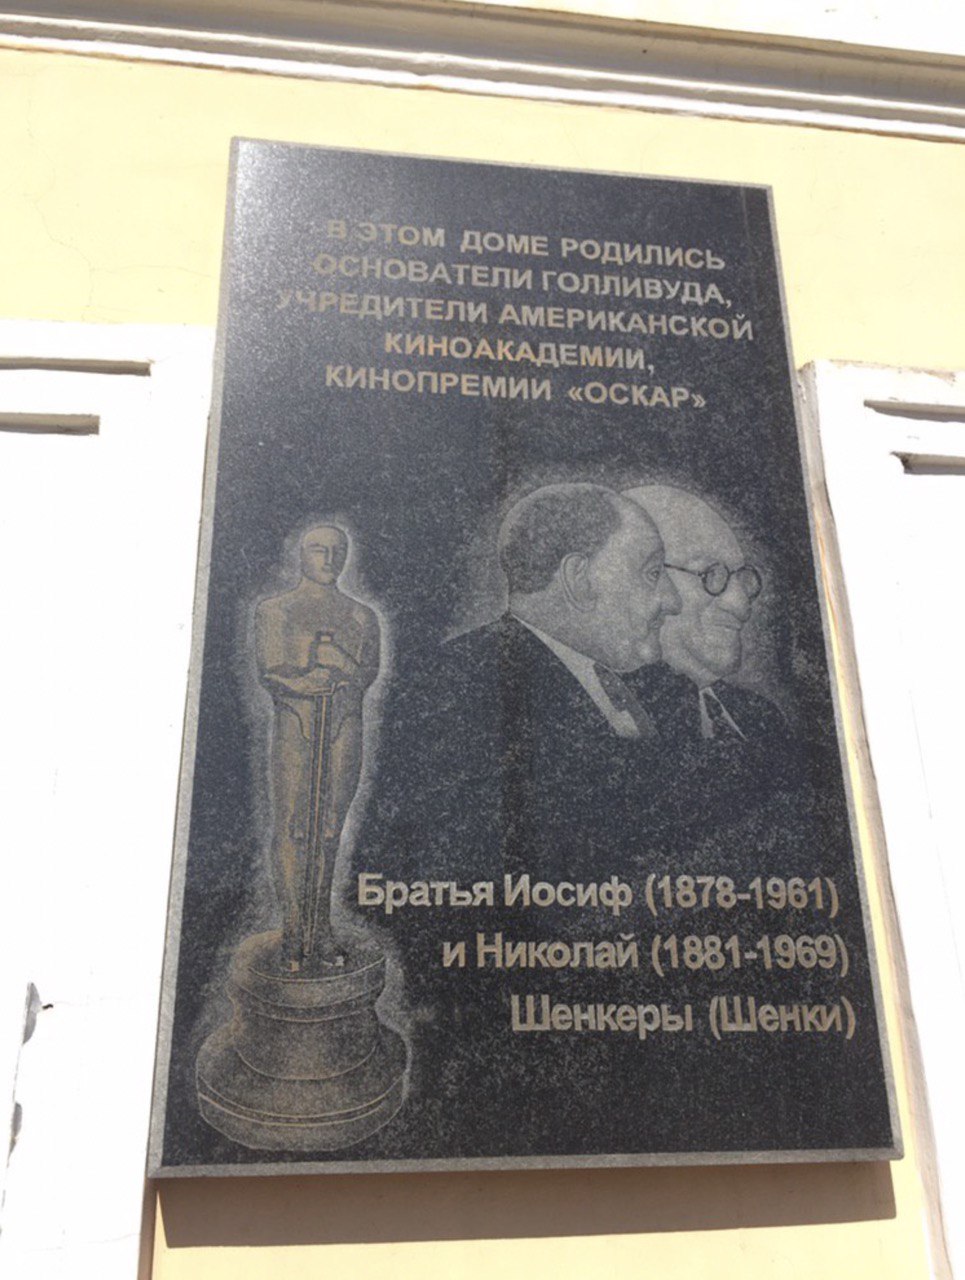 В ЭТОМ ДОМЕ РОДИЛИСЬ
ОСНОВАТЕЛИ ГОЛЛИВУДА,
УЧРЕДИТЕЛИ АМЕРИКАНСКОЙ
КИНОАКАДЕМИИ,
КИНОПРЕМИИ «ОСКАР»
Братья Иосиф (1878-1961)
и Николай (1881-1969)
Шенкеры (Шенки)